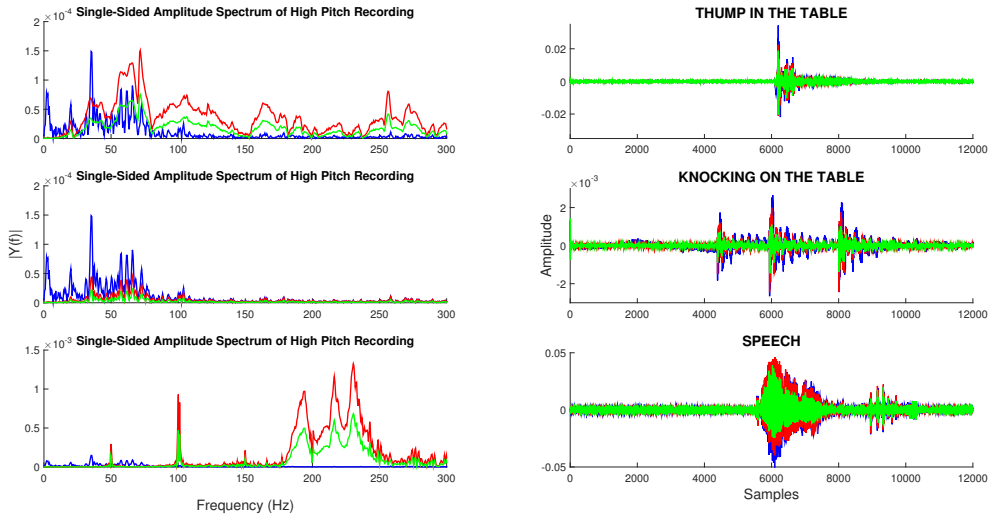 Single-Sided Amplitude Spectrum of High Pitch Recording
2 ×10⁻⁴
1.5
1
0.5
0
0 50 100 150 200 250 300
Single-Sided Amplitude Spectrum of High Pitch Recording
2 ×10⁻⁴
1.5
1
0.5
0
|Y(f)|
0 50 100 150 200 250 300
Single-Sided Amplitude Spectrum of High Pitch Recording
1.5 ×10⁻³
1
0.5
0
0 50 100 150 200 250 300
Frequency (Hz)
THUMP IN THE TABLE
0.02
0
-0.02
0 2000 4000 6000 8000 10000 12000
KNOCKING ON THE TABLE
×10⁻³
2
0
-2
Amplitude
0 2000 4000 6000 8000 10000 12000
SPEECH
0.05
0
-0.05
0 2000 4000 6000 8000 10000 12000
Samples